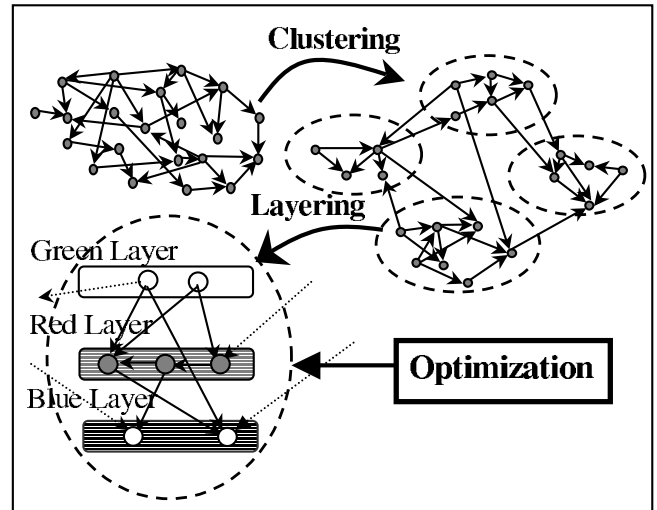 Clustering
Layering
Green Layer
Red Layer
Optimization
Blue Layer